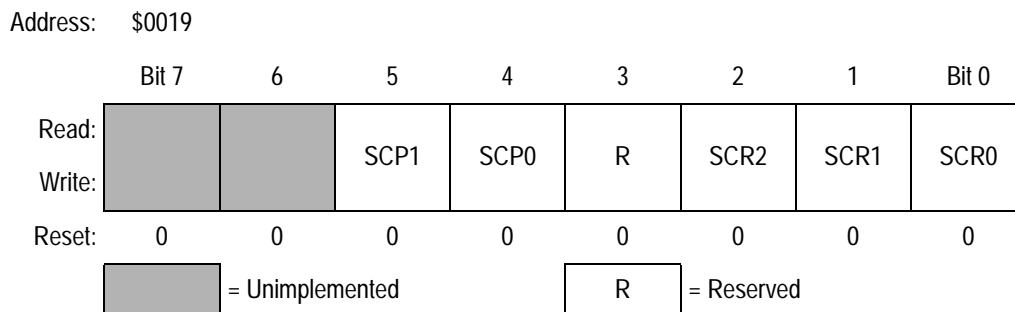 Address: $0019
Bit 7 6 5 4 3 2 1 Bit 0
Read:
SCP1 SCP0 R SCR2 SCR1 SCR0
Write:
Reset: 0 0 0 0 0 0 0 0
= Unimplemented R = Reserved